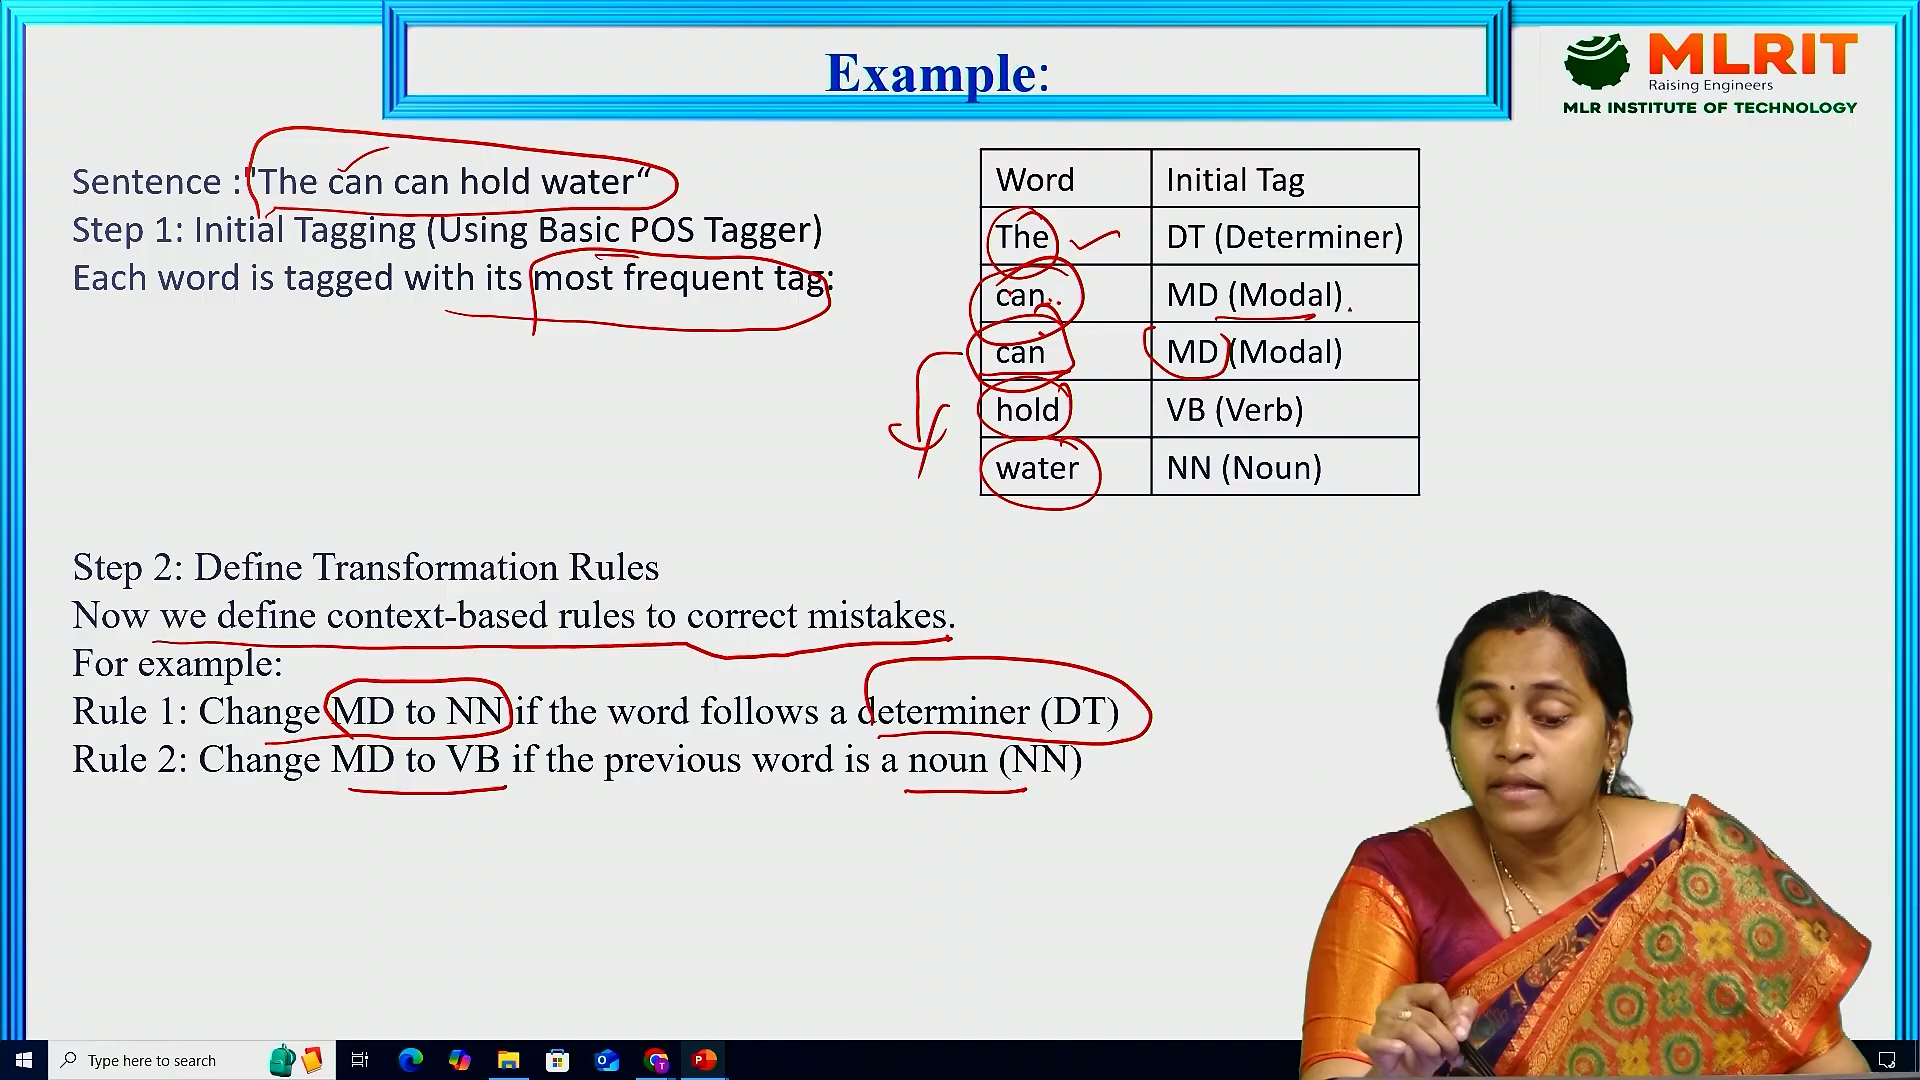 Example:
MLRIT
Raising Engineers
MLR INSTITUTE OF TECHNOLOGY
Sentence :"The can can hold water“
Step 1: Initial Tagging (Using Basic POS Tagger)
Each word is tagged with its most frequent tag:
Word Initial Tag
The DT (Determiner)
can MD (Modal)
can MD (Modal)
hold VB (Verb)
water NN (Noun)
Step 2: Define Transformation Rules
Now we define context-based rules to correct mistakes.
For example:
Rule 1: Change MD to NN if the word follows a determiner (DT)
Rule 2: Change MD to VB if the previous word is a noun (NN)
Type here to search